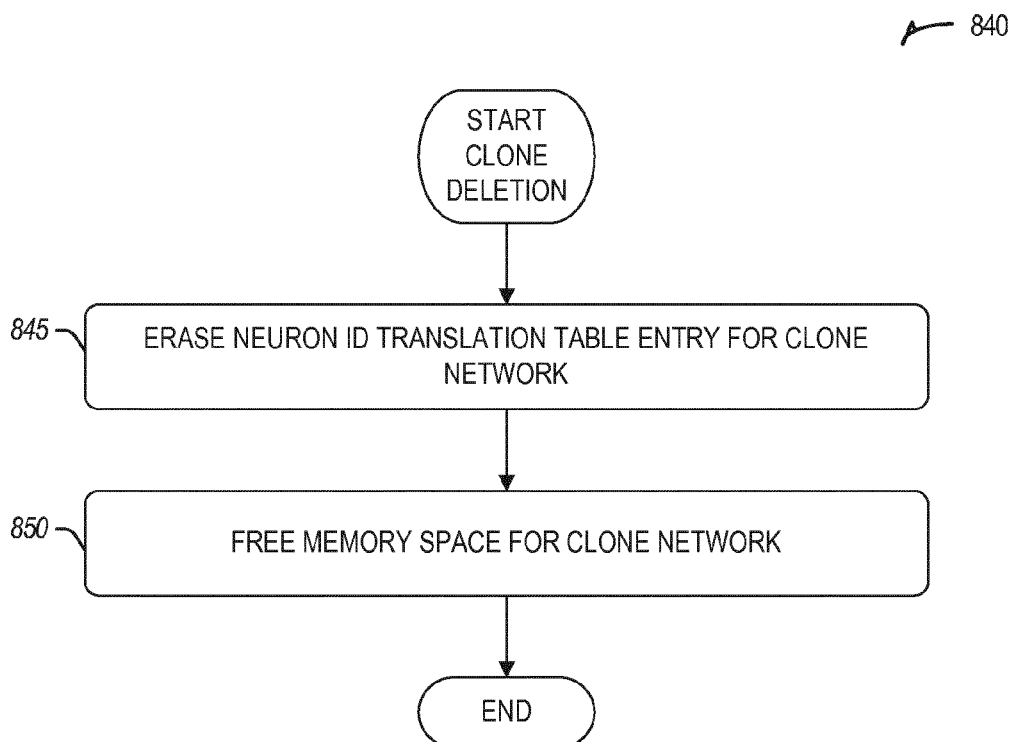 840
START
CLONE
DELETION
845
ERASE NEURON ID TRANSLATION TABLE ENTRY FOR CLONE
NETWORK
850
FREE MEMORY SPACE FOR CLONE NETWORK
END